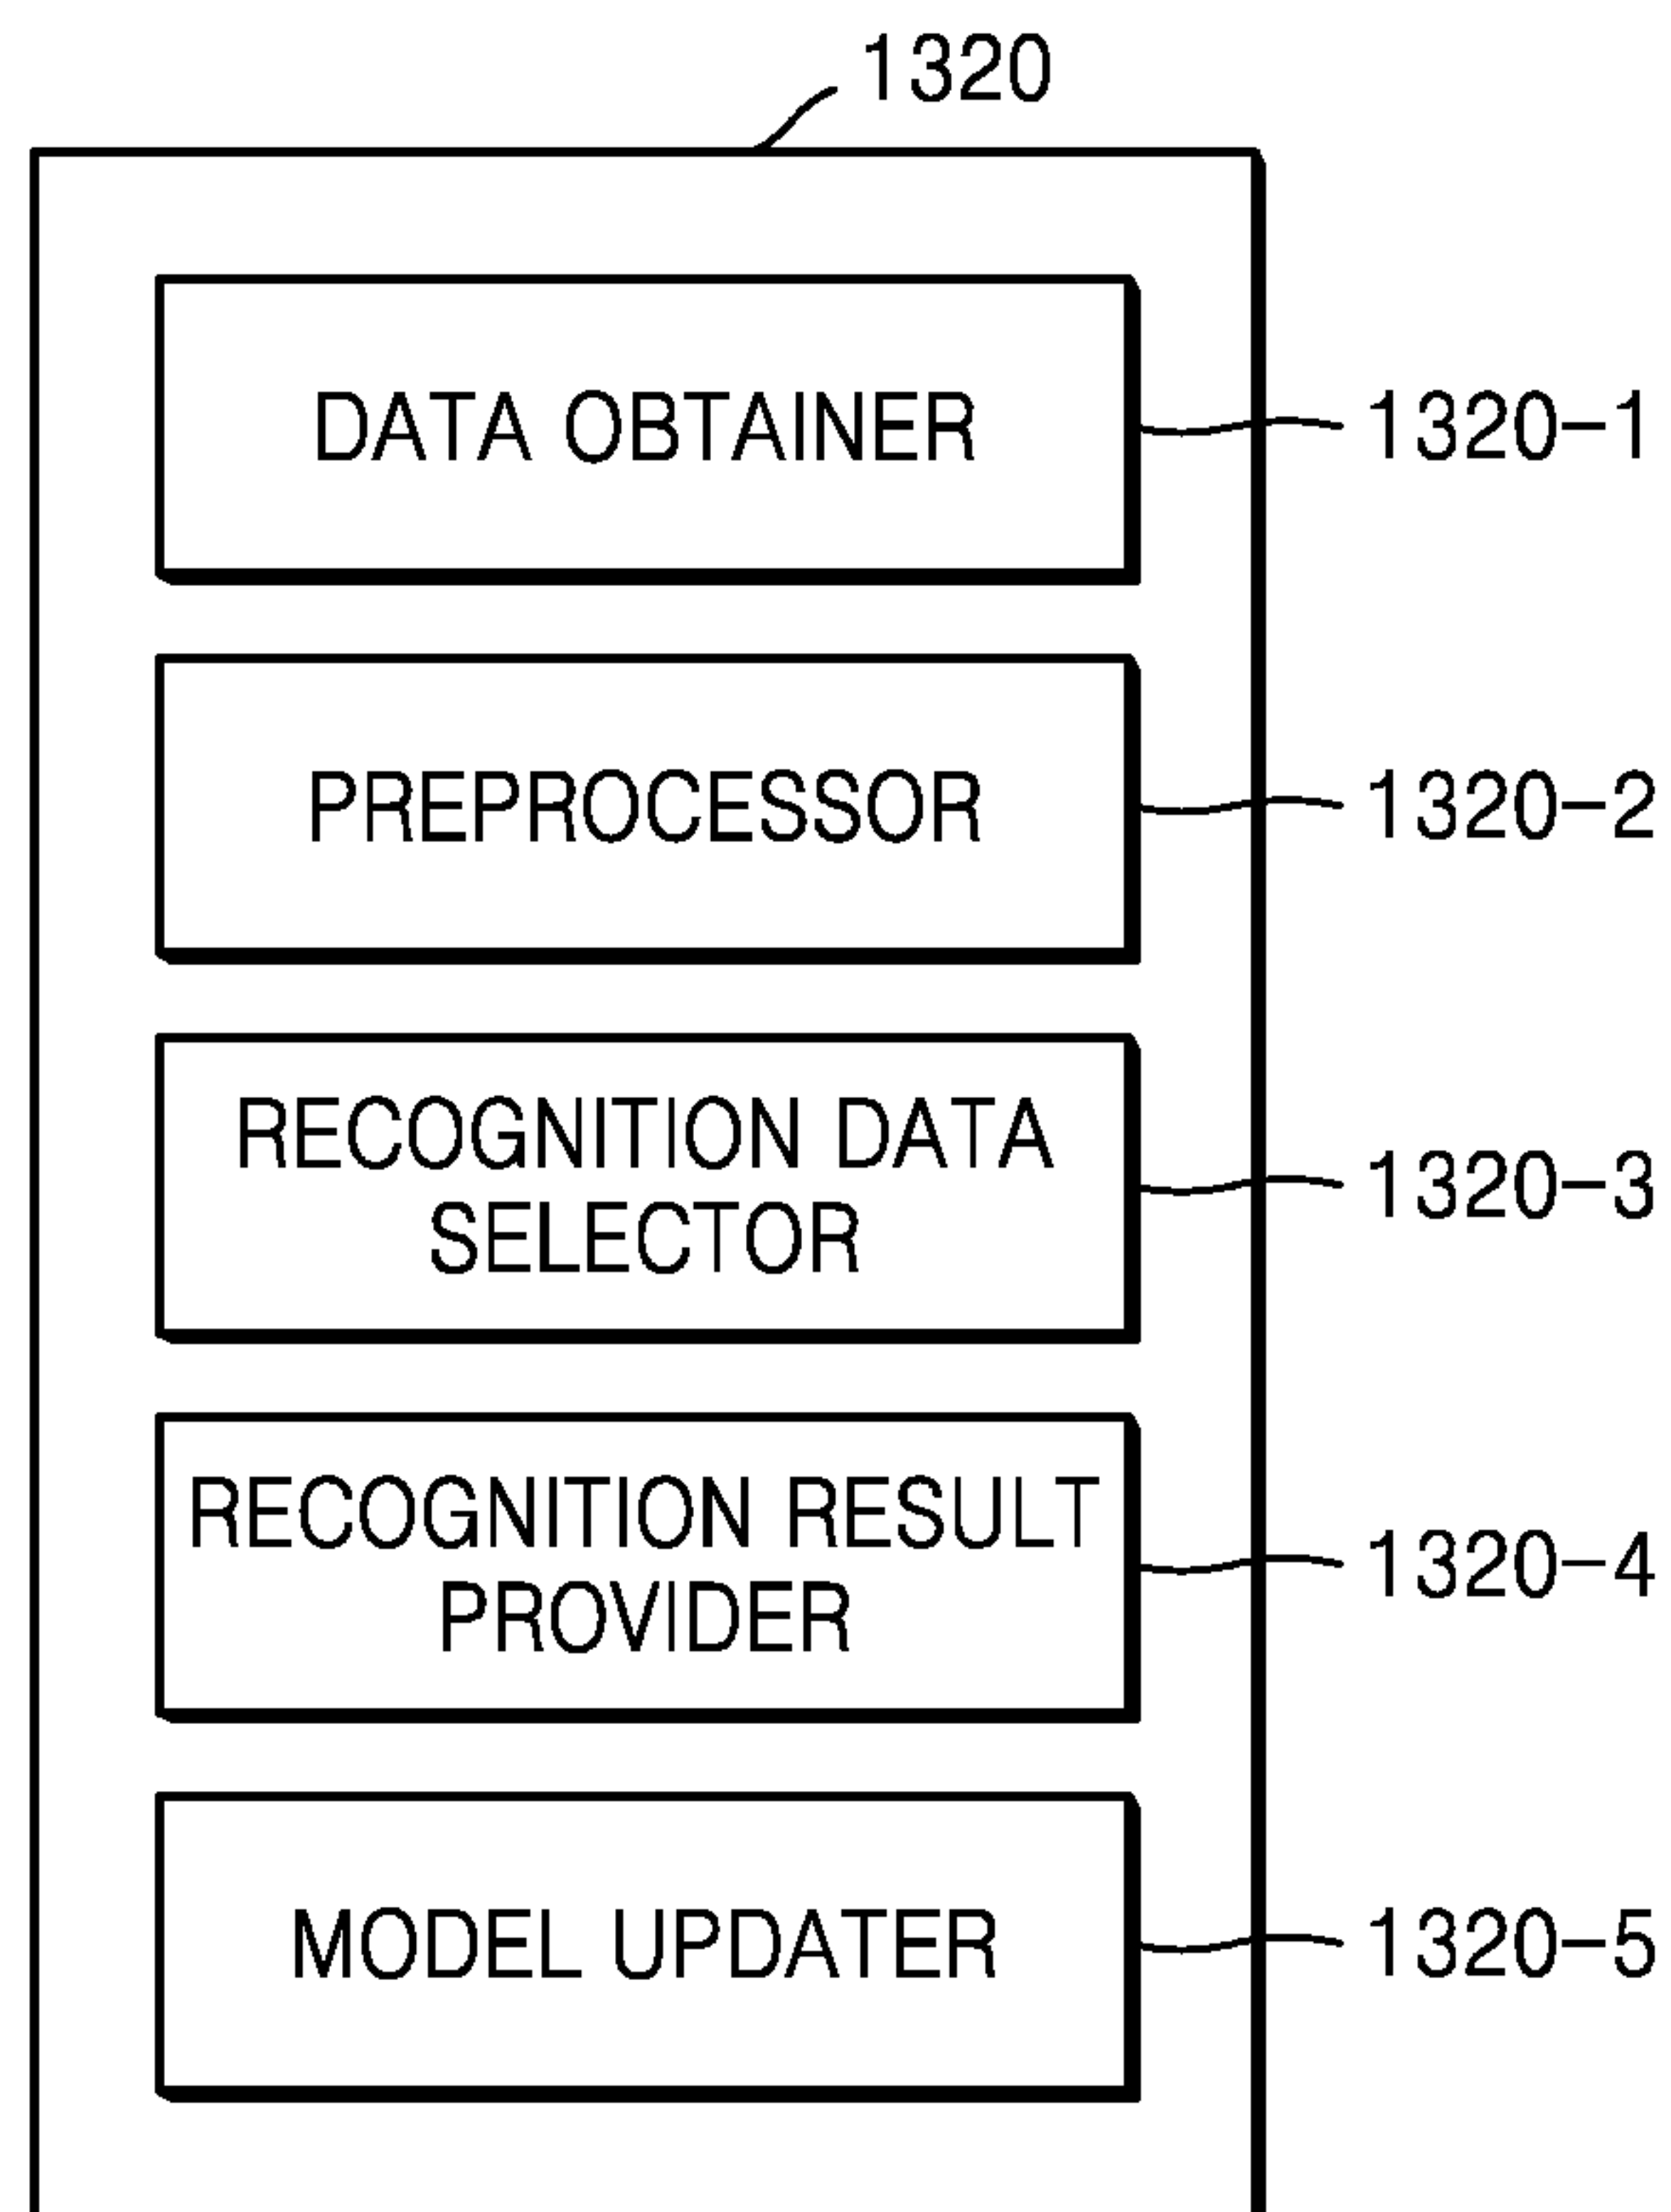 1320
DATA OBTAINER
1320-1
PREPROCESSOR
1320-2
RECOGNITION DATA
SELECTOR
1320-3
RECOGNITION RESULT
PROVIDER
1320-4
MODEL UPDATER
1320-5